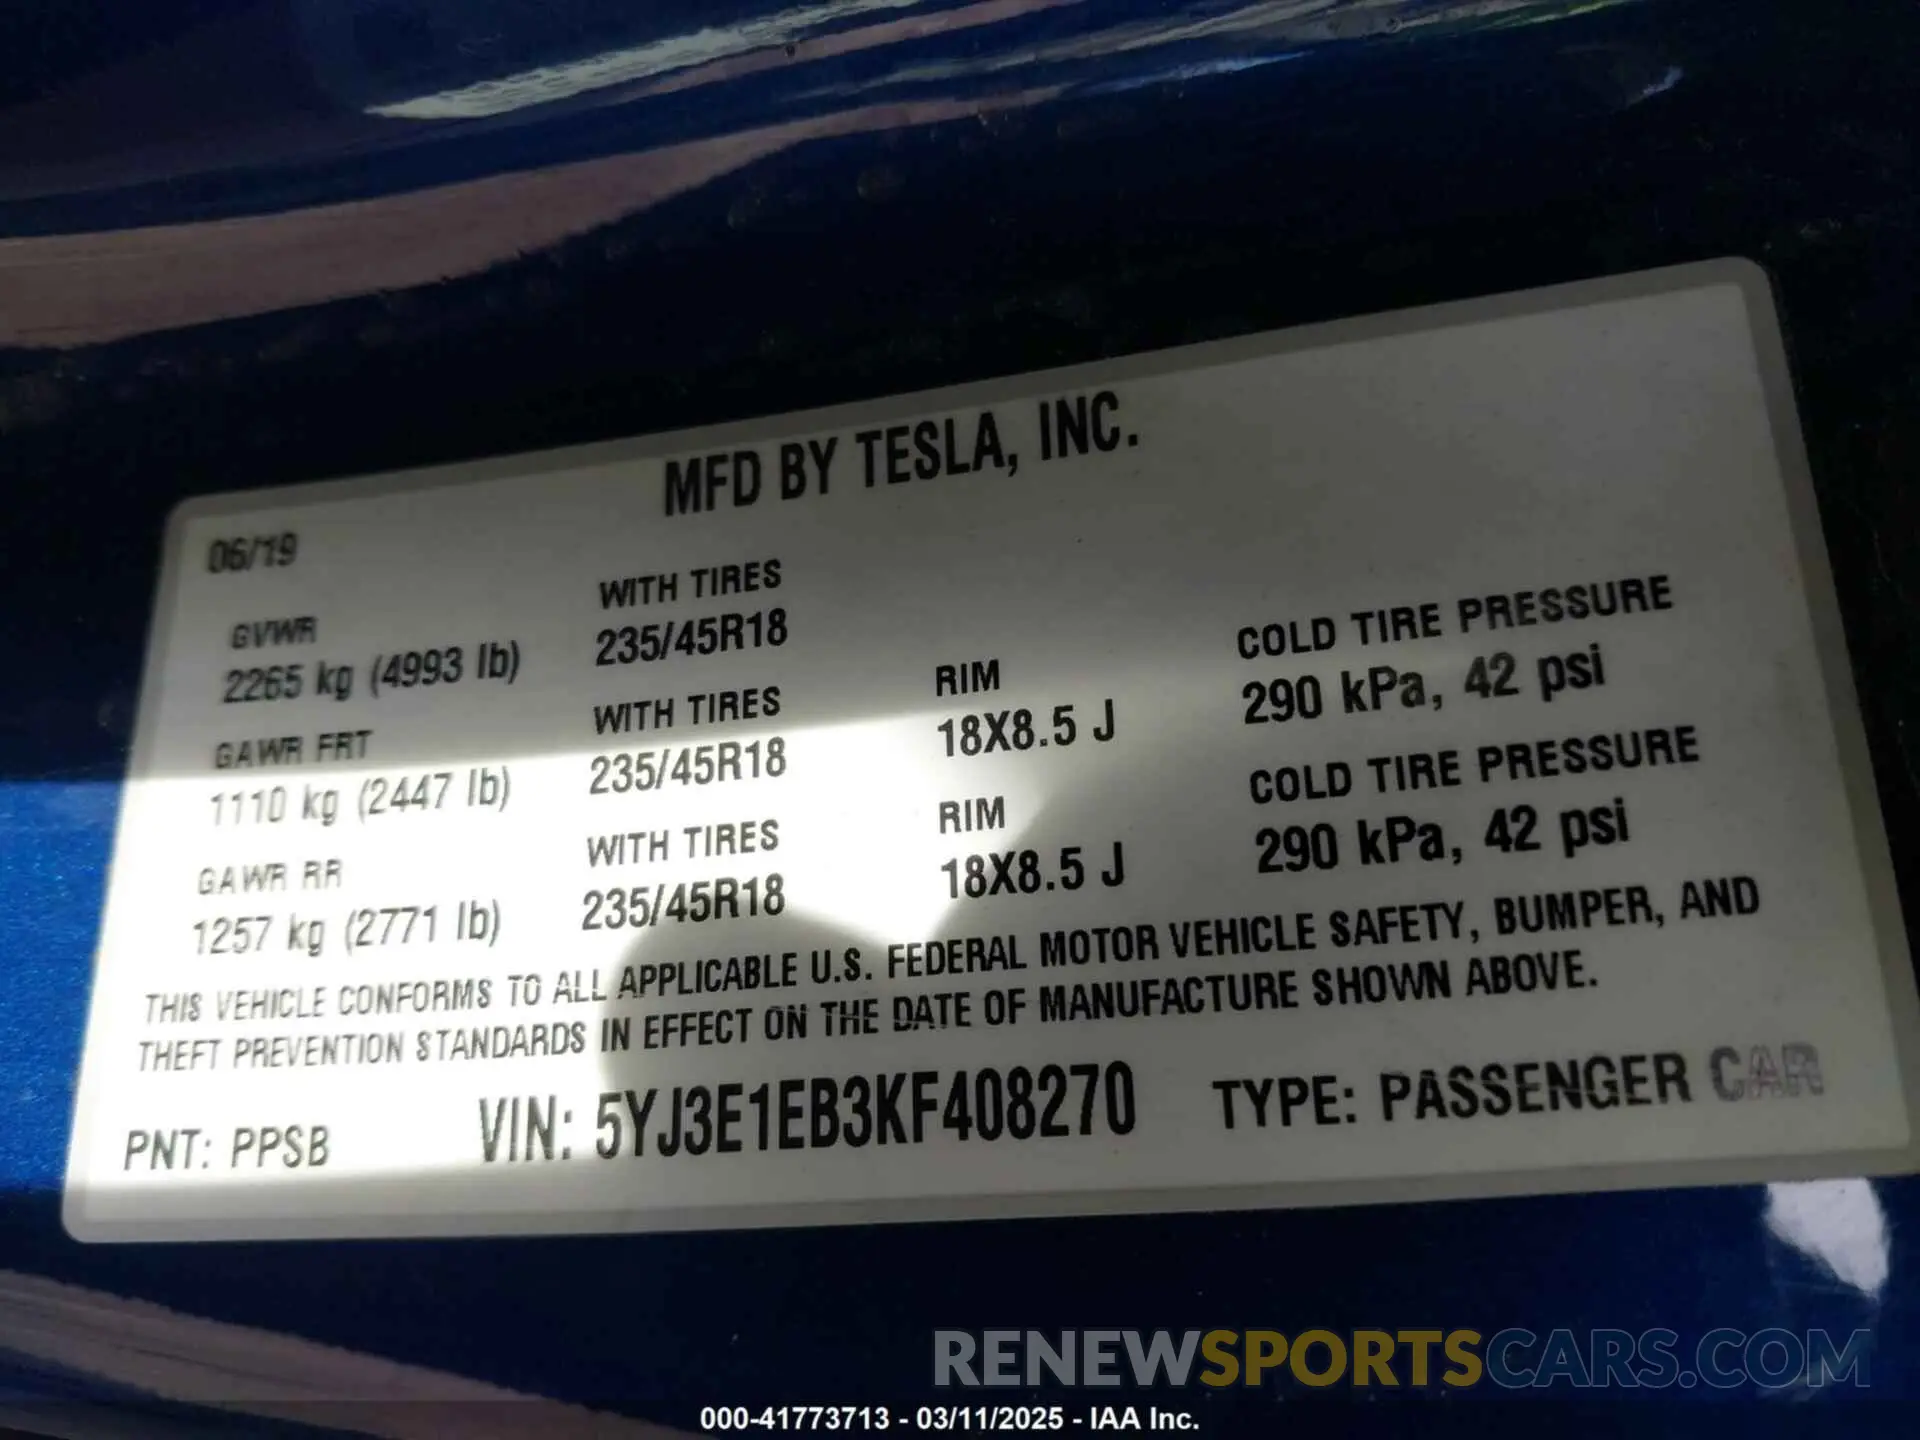 MFD BY TESLA, INC.
06/19
GVWR
2265 kg (4993 lb)
WITH TIRES
235/45R18
GAWR FRT
1110 kg (2447 lb)
WITH TIRES
235/45R18
RIM
18X8.5 J
COLD TIRE PRESSURE
290 kPa, 42 psi
GAWR RR
1257 kg (2771 lb)
WITH TIRES
235/45R18
RIM
18X8.5 J
COLD TIRE PRESSURE
290 kPa, 42 psi
THIS VEHICLE CONFORMS TO ALL APPLICABLE U.S. FEDERAL MOTOR VEHICLE SAFETY, BUMPER, AND
THEFT PREVENTION STANDARDS IN EFFECT ON THE DATE OF MANUFACTURE SHOWN ABOVE.
PNT: PPSB VIN: 5YJ3E1EB3KF408270 TYPE: PASSENGER CAR
RENEWSPORTSCARS.COM
000-41773713 - 03/11/2025 - IAA Inc.